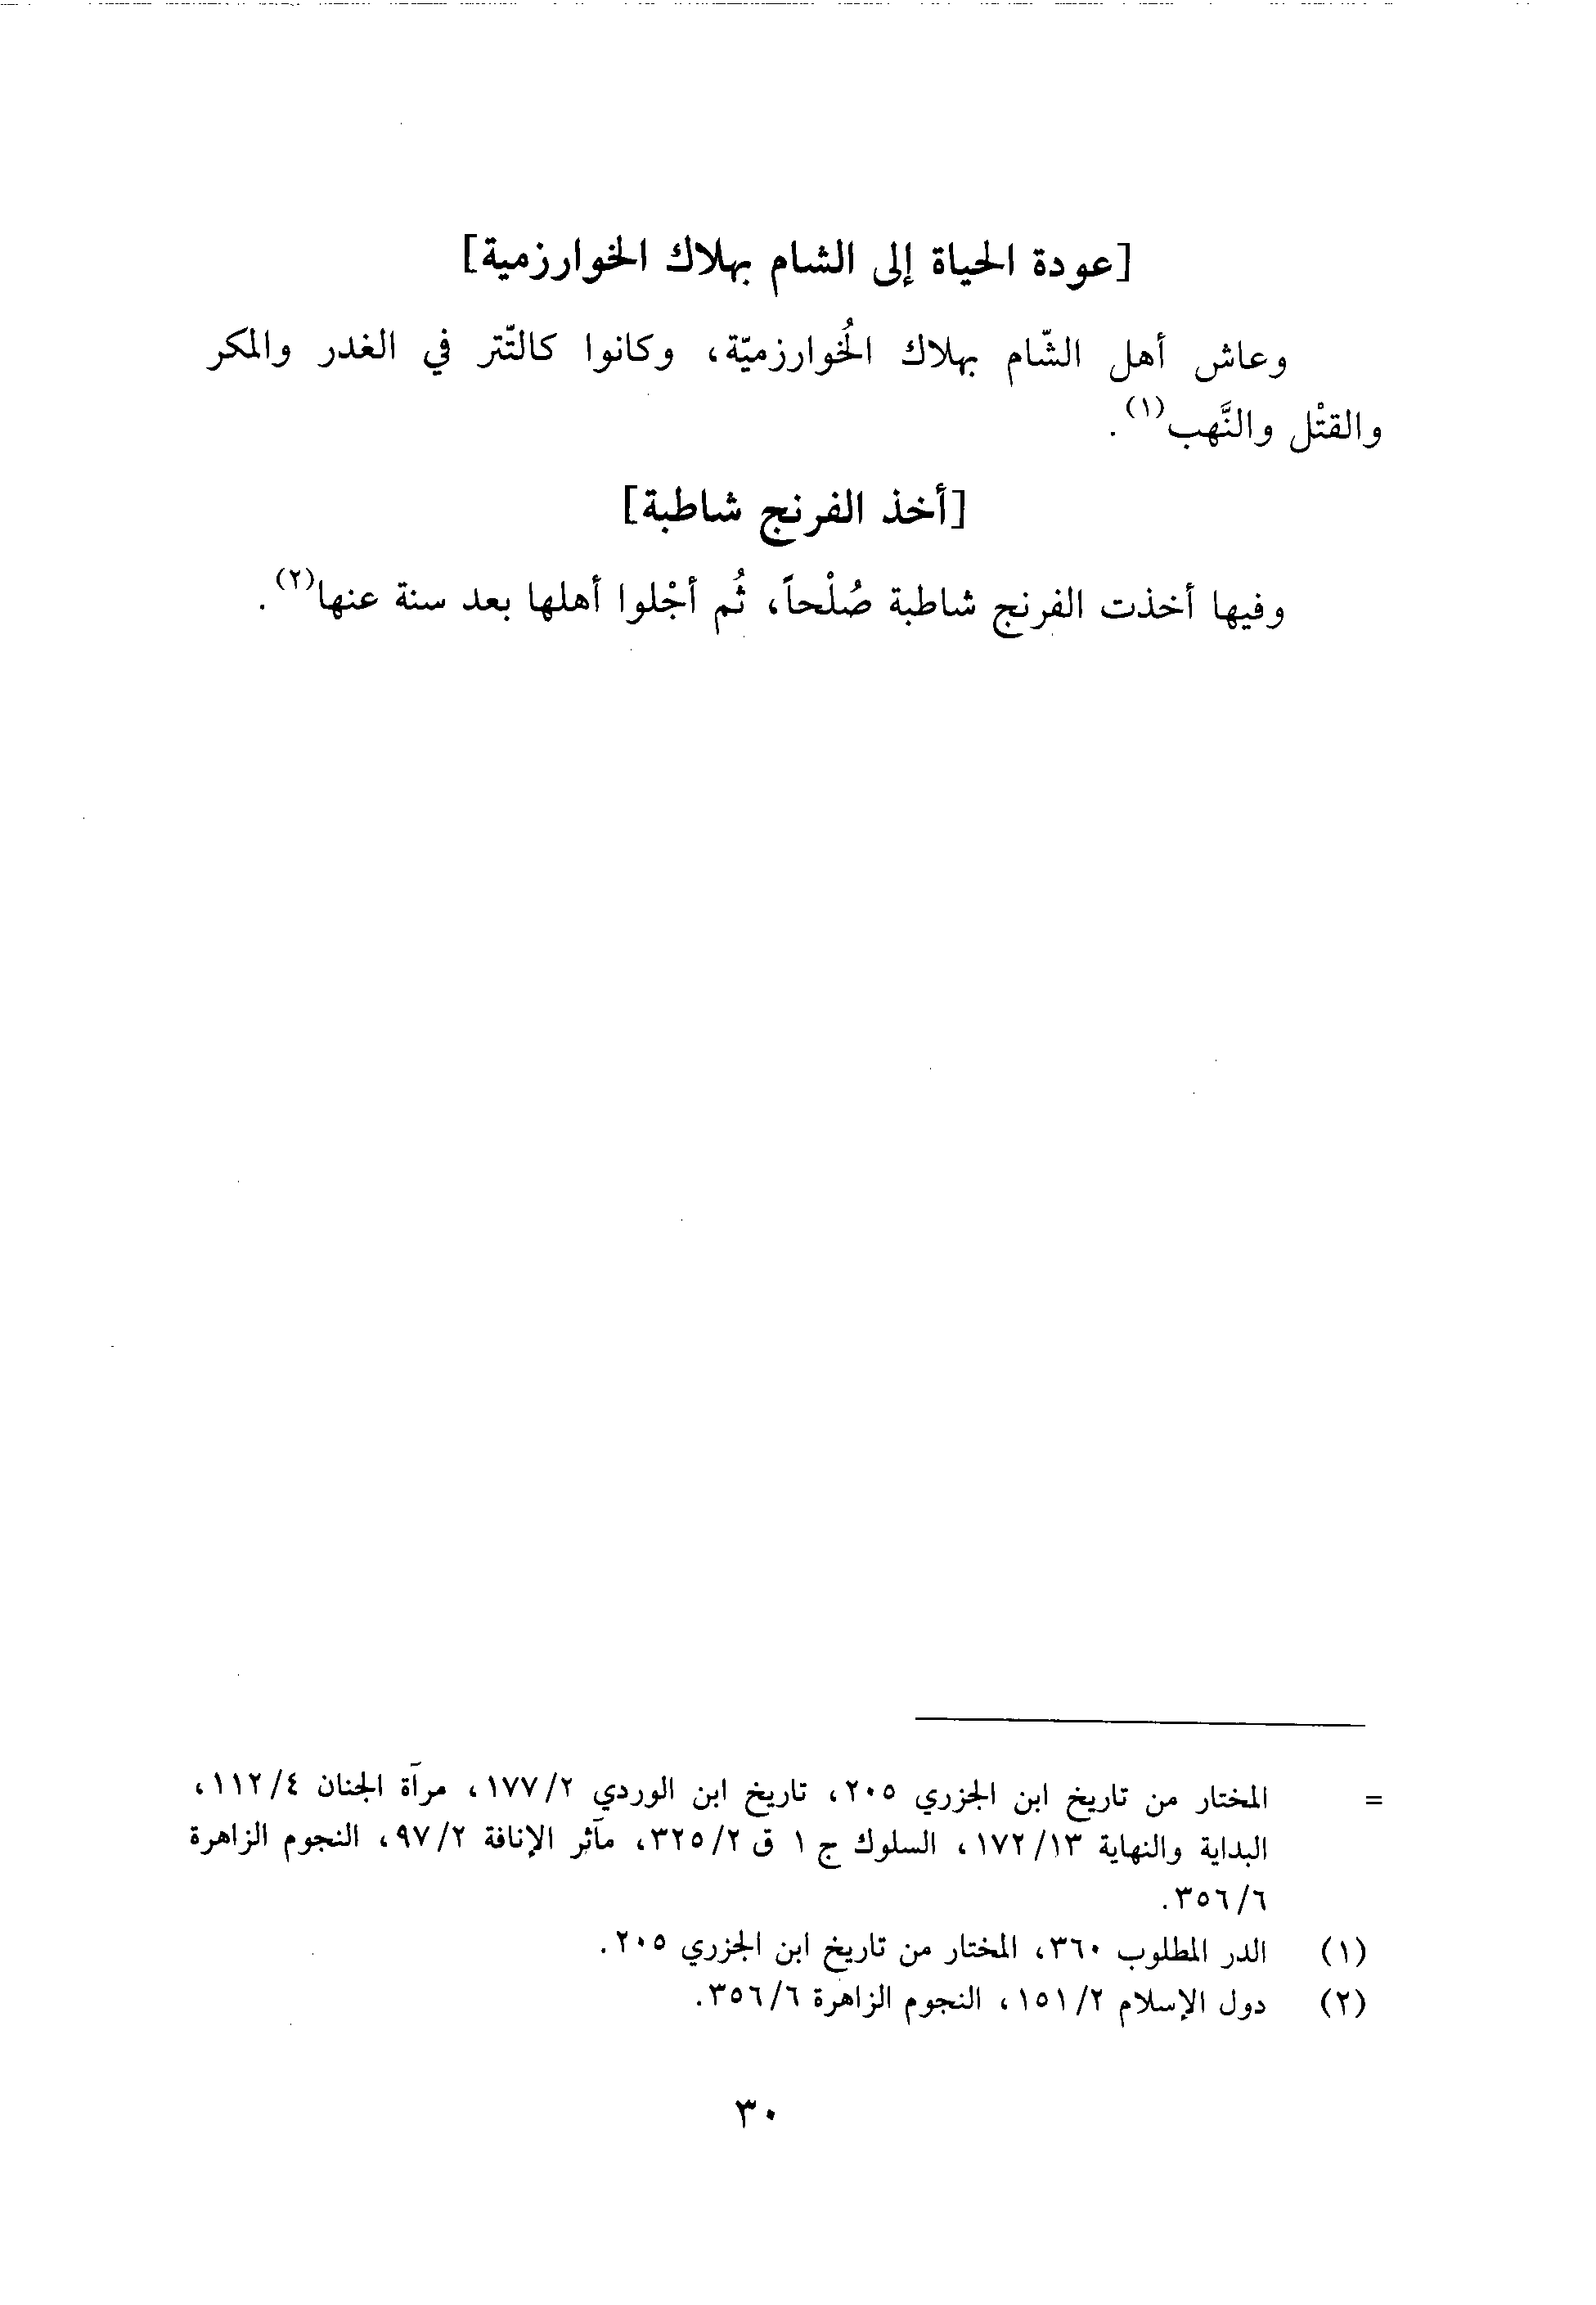 [عودة الحياة إلى الشام بهلاك الخوارزمية]
وعاش أهل الشّام بهلاك الخُوارزميّة، وكانوا كالتّتر في الغدر والمكر
والقتْل والنَّهب(١).
[أخذ الفرنج شاطبة]
وفيها أخذت الفرنج شاطبة صُلْحاً، ثُم أجْلوا أهلها بعد سنة عنها(٢).
= المختار من تاريخ ابن الجزري ٢٠٥، تاريخ ابن الوردي ١٧٧/٢، مرآة الجنان ١١٢/٤،
البداية والنهاية ١٧٢/١٣، السلوك ج ١ ق ٣٢٥/٢، مآثر الإنافة ٩٧/٢، النجوم الزاهرة
٣٥٦/٦.
(١) الدر المطلوب ٣٦٠، المختار من تاريخ ابن الجزري ٢٠٥.
(٢) دول الإسلام ١٥١/٢، النجوم الزاهرة ٣٥٦/٦.
٣٠